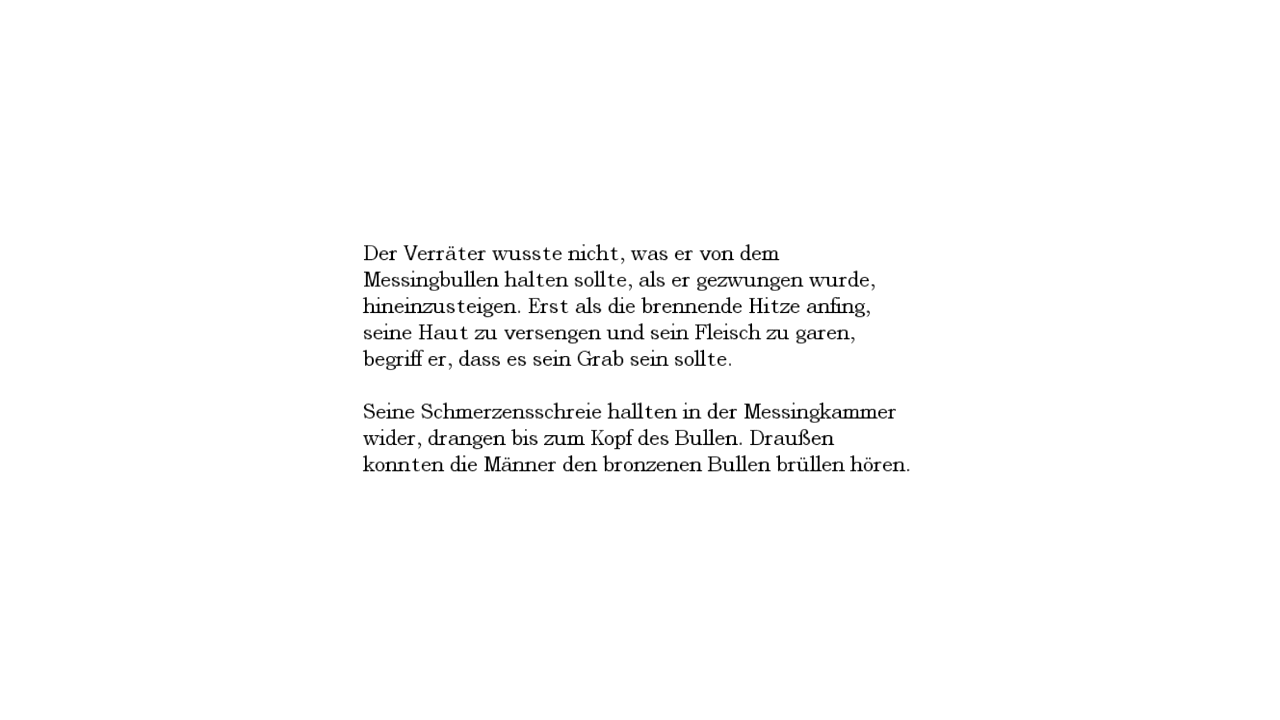 Der Verräter wusste nicht, was er von dem
Messingbullen halten sollte, als er gezwungen wurde,
hineinzusteigen. Erst als die brennende Hitze anfing,
seine Haut zu versengen und sein Fleisch zu garen,
begriff er, dass es sein Grab sein sollte.

Seine Schmerzensschreie hallten in der Messingkammer
wider, drangen bis zum Kopf des Bullen. Draußen
konnten die Männer den bronzenen Bullen brüllen hören.